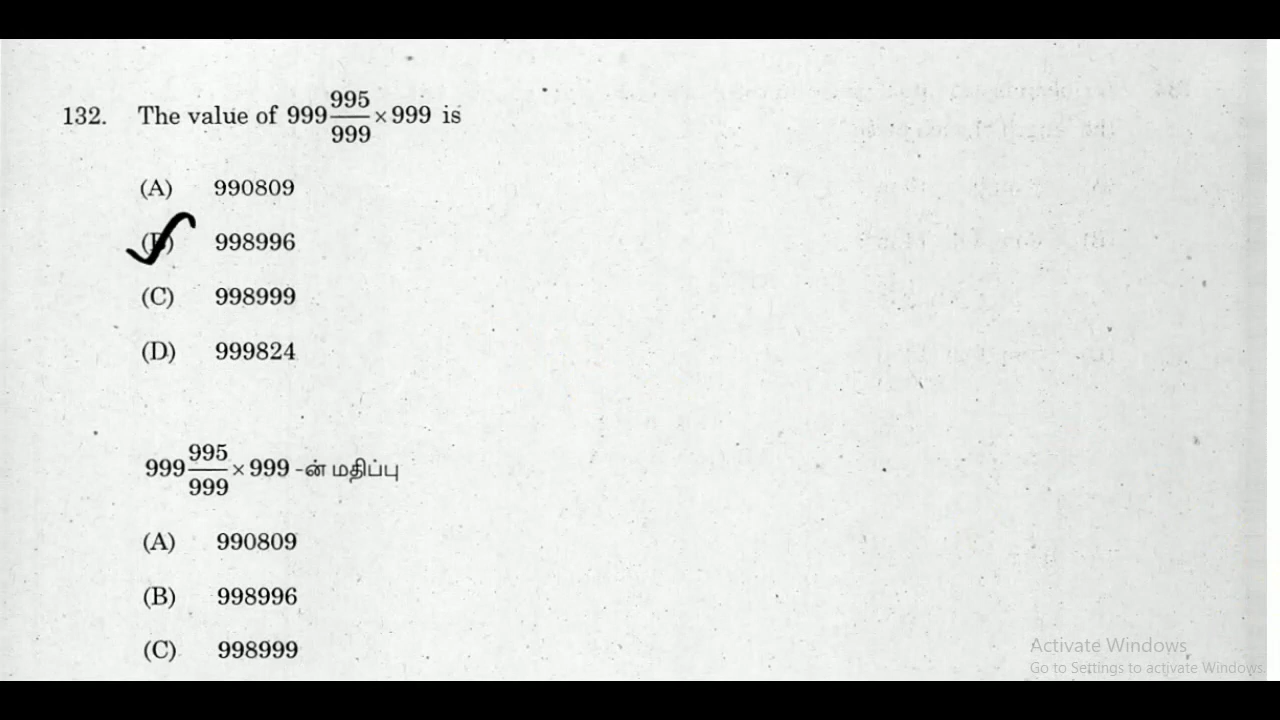 132. The value of 999 995/999 × 999 is
(A) 990809
(B) 998996
(C) 998999
(D) 999824
999 995/999 × 999 -ன் மதிப்பு
(A) 990809
(B) 998996
(C) 998999
Activate Windows
Go to Settings to activate Windows.